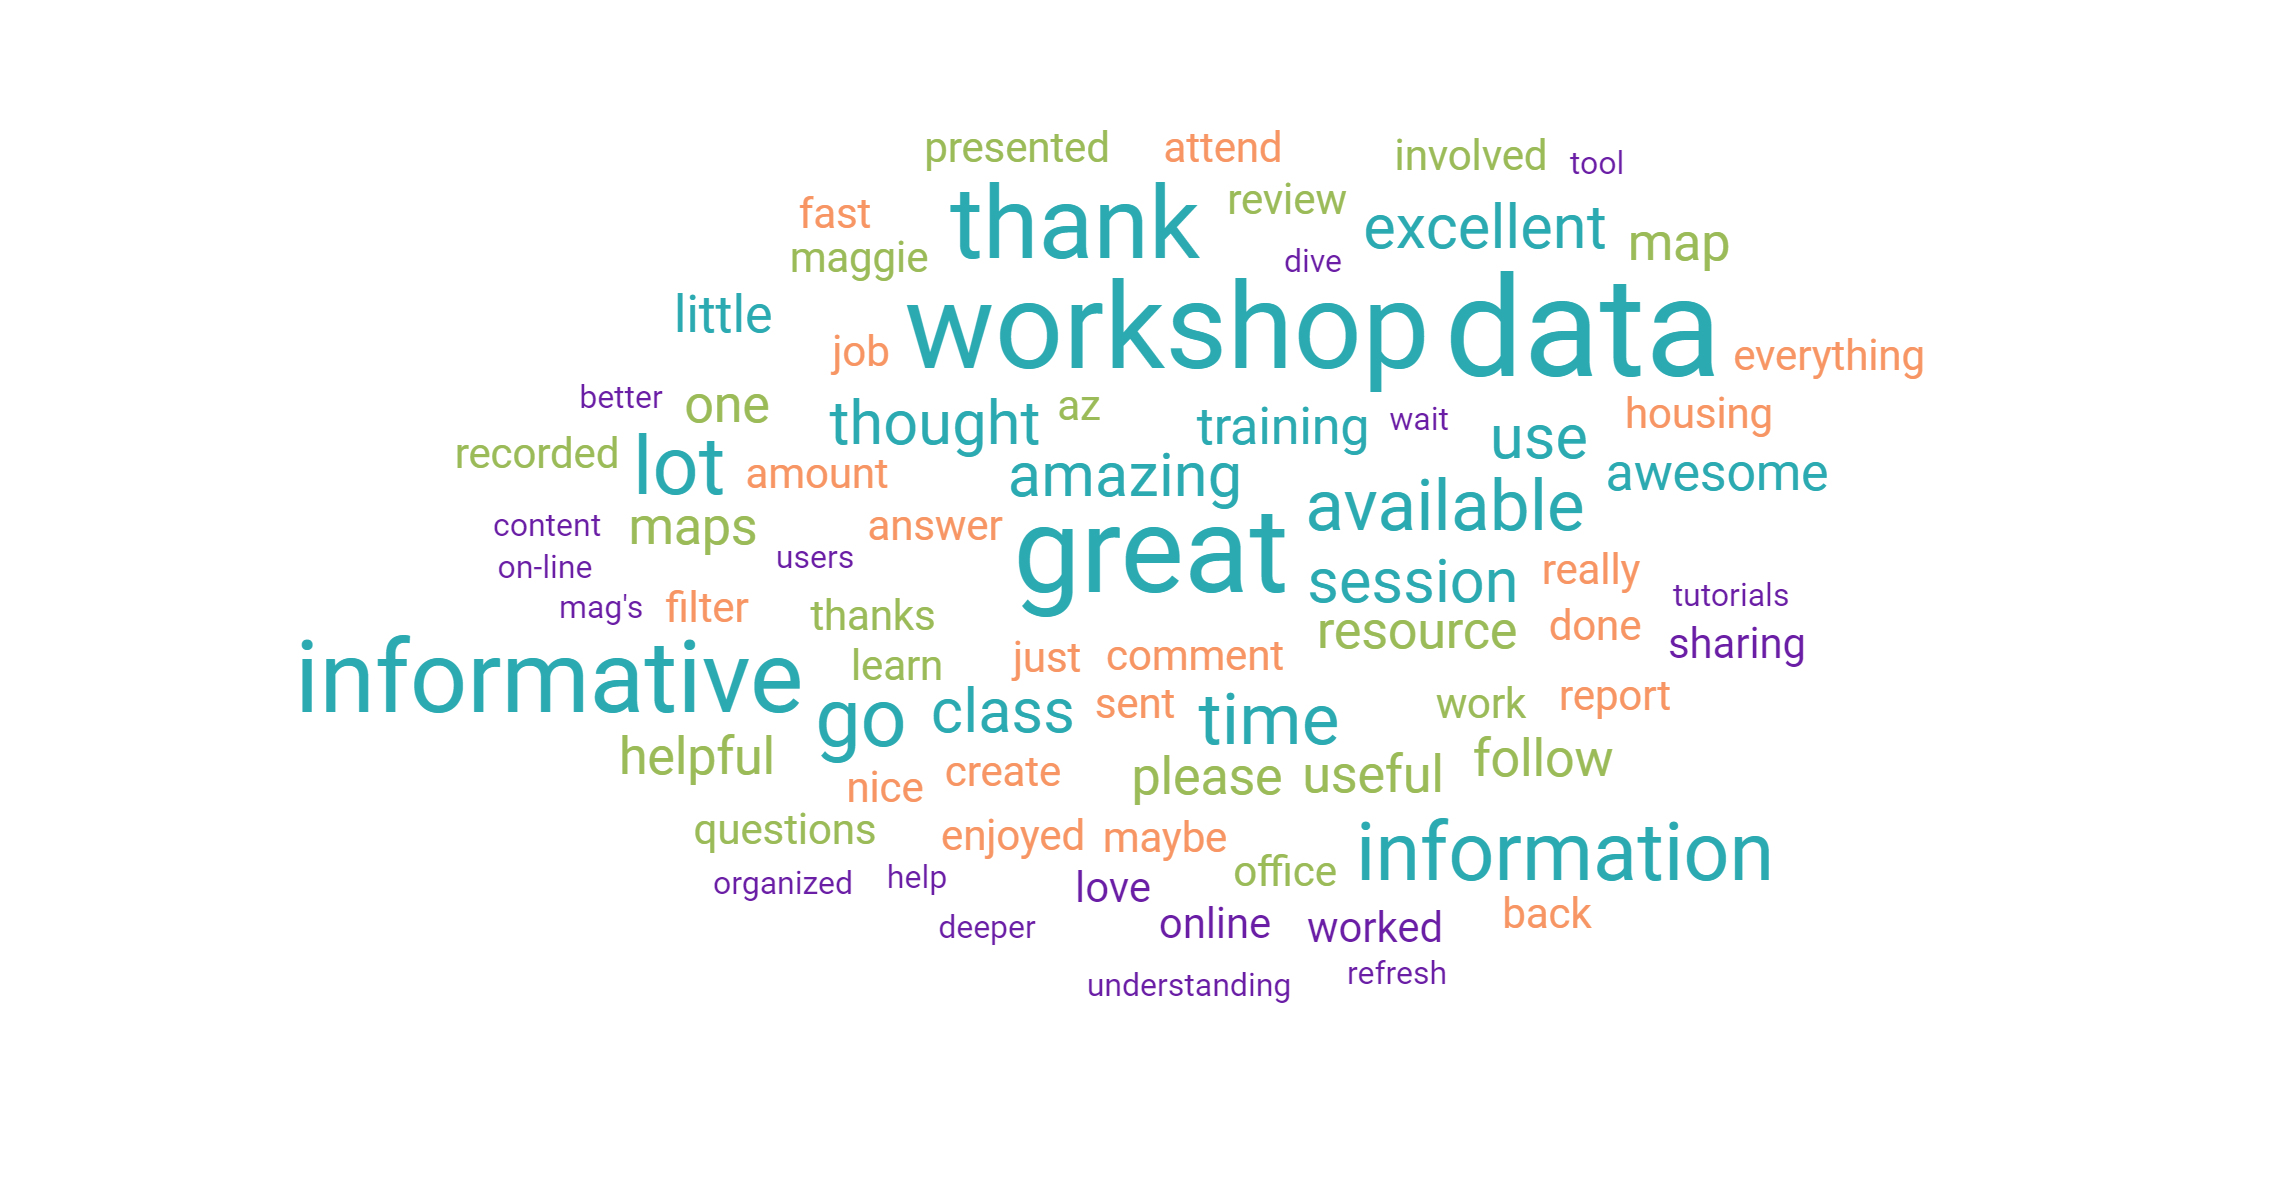 presented attend involved tool
fast thank review excellent map
maggie dive
little workshop data
job everything
better one thought az training wait use housing
recorded lot amount amazing awesome
content maps answer great available
on-line users session really tutorials
mag's filter thanks resource done sharing
informative learn just comment
go class sent time work report
helpful nice create please useful follow
questions enjoyed maybe information
organized help love office
deeper online worked back
understanding refresh